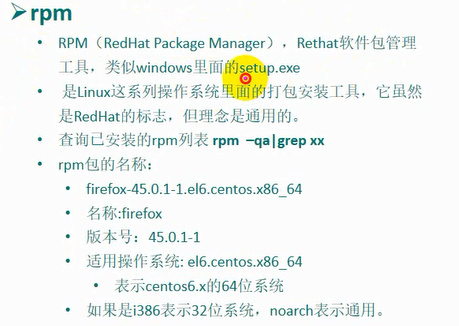 rpm
RPM（RedHat Package Manager），Rethat软件包管理
工具，类似windows里面的setup.exe
是Linux这系列操作系统里面的打包安装工具，它虽然
是RedHat的标志，但理念是通用的。
查询已安装的rpm列表 rpm –qa|grep xx
rpm包的名称：
firefox-45.0.1-1.el6.centos.x86_64
名称:firefox
版本号：45.0.1-1
适用操作系统: el6.centos.x86_64
表示centos6.x的64位系统
如果是i386表示32位系统，noarch表示通用。